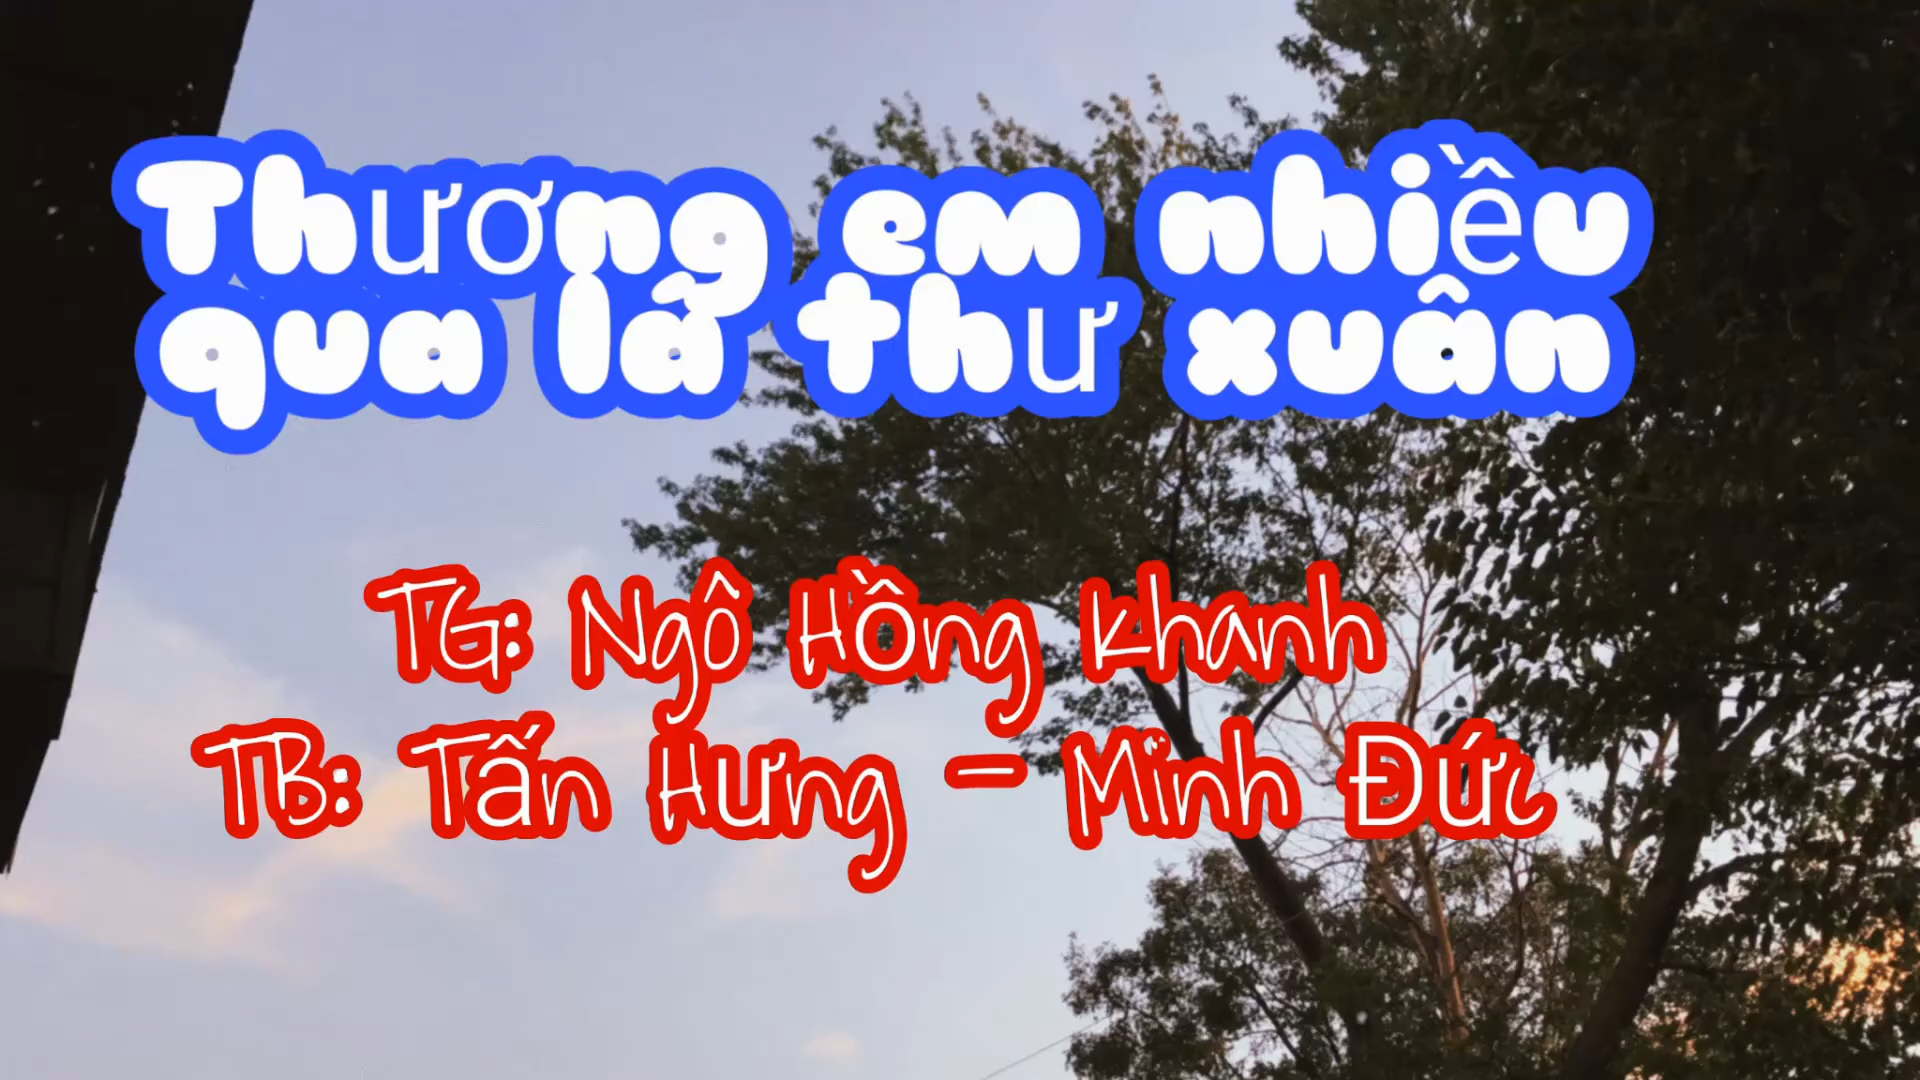 Thương em nhiều
qua lá thư xuân
TG: Ngô Hồng Khanh
TB: Tấn Hưng - Minh Đức